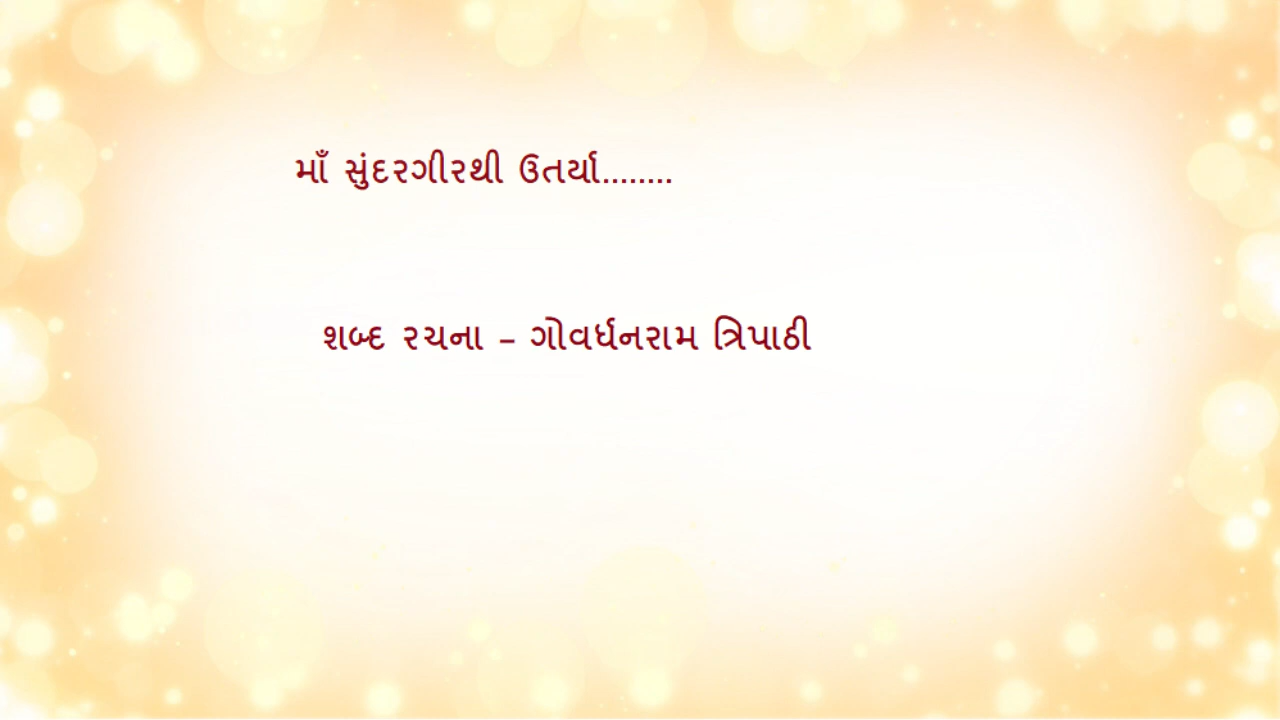 માઁ સુંદરગીરથી ઉતર્યા........
શબ્દ રચના – ગોવર્ધનરામ ત્રિપાઠી